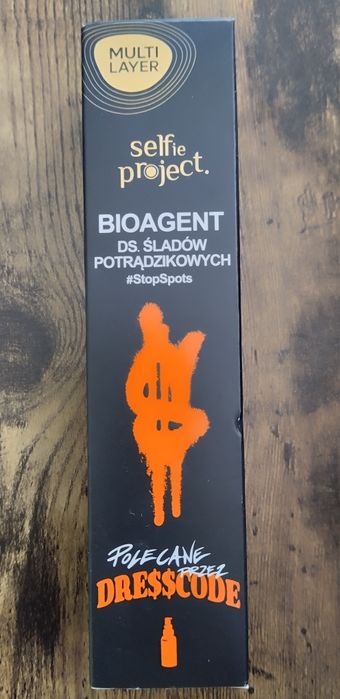 MULTI
LAYER
selfie
project.
BIOAGENT
DS. ŚLADÓW
POTRĄDZIKOWYCH
#StopSpots
POLECANE
PRZEZ
DRE$$CODE